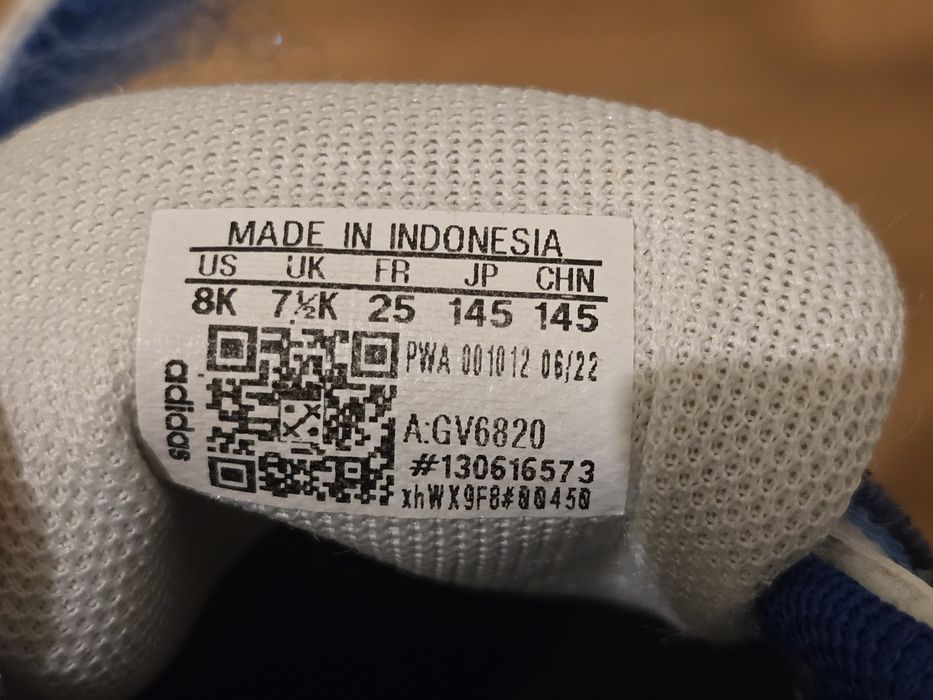 MADE IN INDONESIA
US UK FR JP CHN
8K 7½K 25 145 145
PWA 001012 06/22
A:GV6820
#130616573
xhWX9F8#00450
adidas